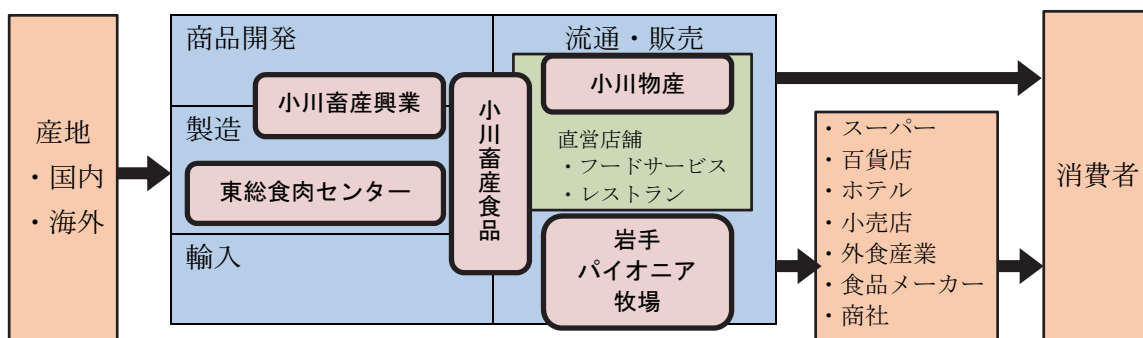 産地
・国内
・海外
商品開発
小川畜産興業
製造
東総食肉センター
輸入
小川畜産食品
流通・販売
小川物産
直営店舗
・フードサービス
・レストラン
岩手
パイオニア
牧場
・スーパー
・百貨店
・ホテル
・小売店
・外食産業
・食品メーカー
・商社
消費者